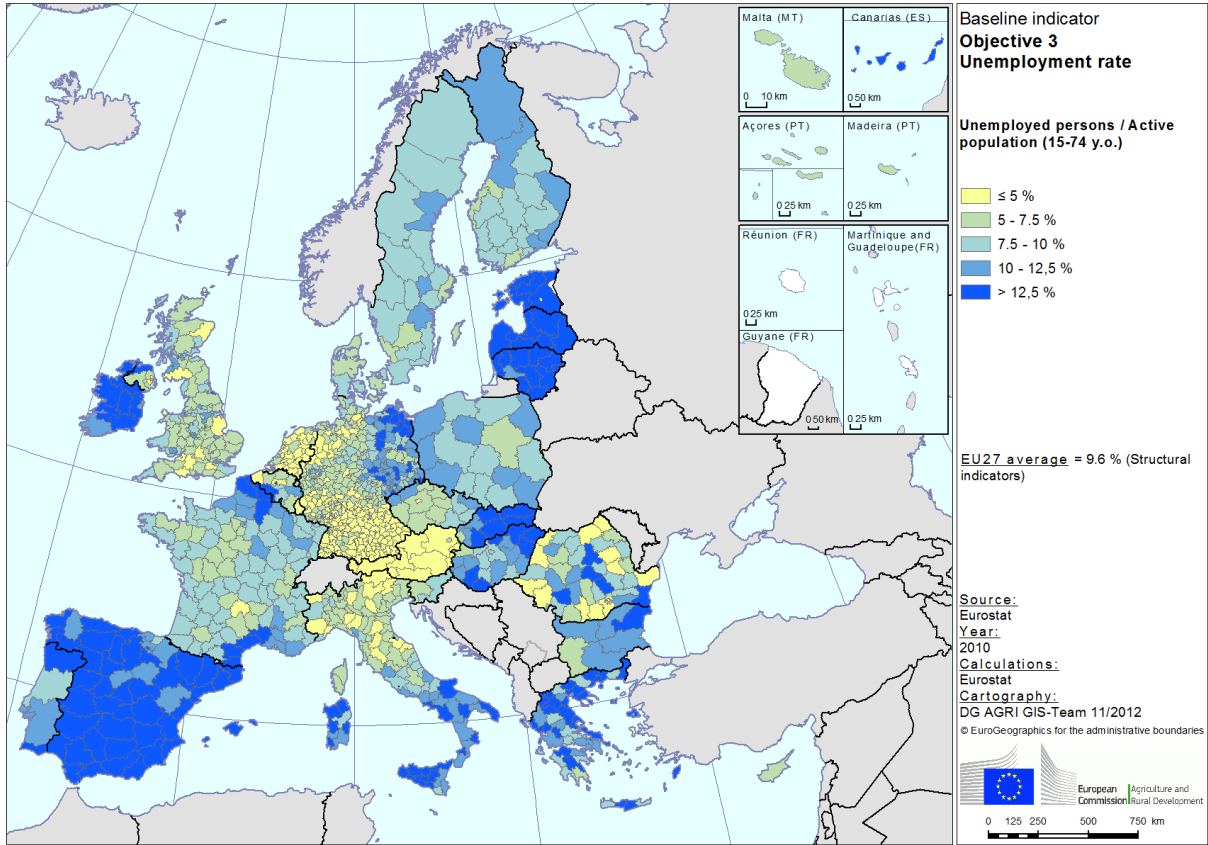 Malta (MT)
0 10 km
Canarias (ES)
0 50 km
Açores (PT)
0 25 km
Madeira (PT)
0 25 km
Réunion (FR)
0 25 km
Martinique and
Guadeloupe(FR)
0 25 km
Guyane (FR)
0 50 km
Baseline indicator
Objective 3
Unemployment rate
Unemployed persons / Active
population (15-74 y.o.)
≤ 5 %
5 - 7.5 %
7.5 - 10 %
10 - 12,5 %
> 12,5 %
EU27 average = 9.6 % (Structural
indicators)
Source:
Eurostat
Year:
2010
Calculations:
Eurostat
Cartography:
DG AGRI GIS-Team 11/2012
© EuroGeographics for the administrative boundaries
European
Commission
Agriculture and
Rural Development
0 125 250 500 750 km